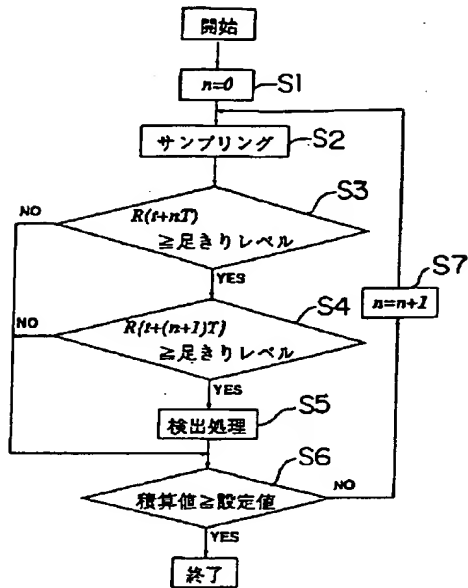 開始
n=0
S1
サンプリング
S2
S3
NO
R(t+nT)
≧足きりレベル
YES
S7
n=n+1
S4
NO
R{t+(n+1)T}
≧足きりレベル
YES
S5
検出処理
S6
積算値≧設定値
NO
YES
終了